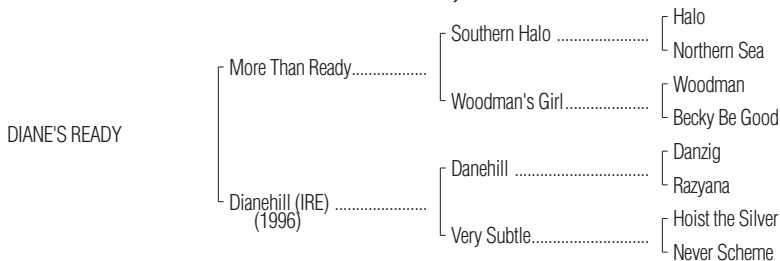 Halo
Southern Halo ......................
Northern Sea
More Than Ready..................
Woodman
Woodman's Girl....................
Becky Be Good
DIANE'S READY
Danzig
Danehill ................................
Razyana
Dianehill (IRE) ......................
(1996)
Hoist the Silver
Very Subtle............................
Never Scheme